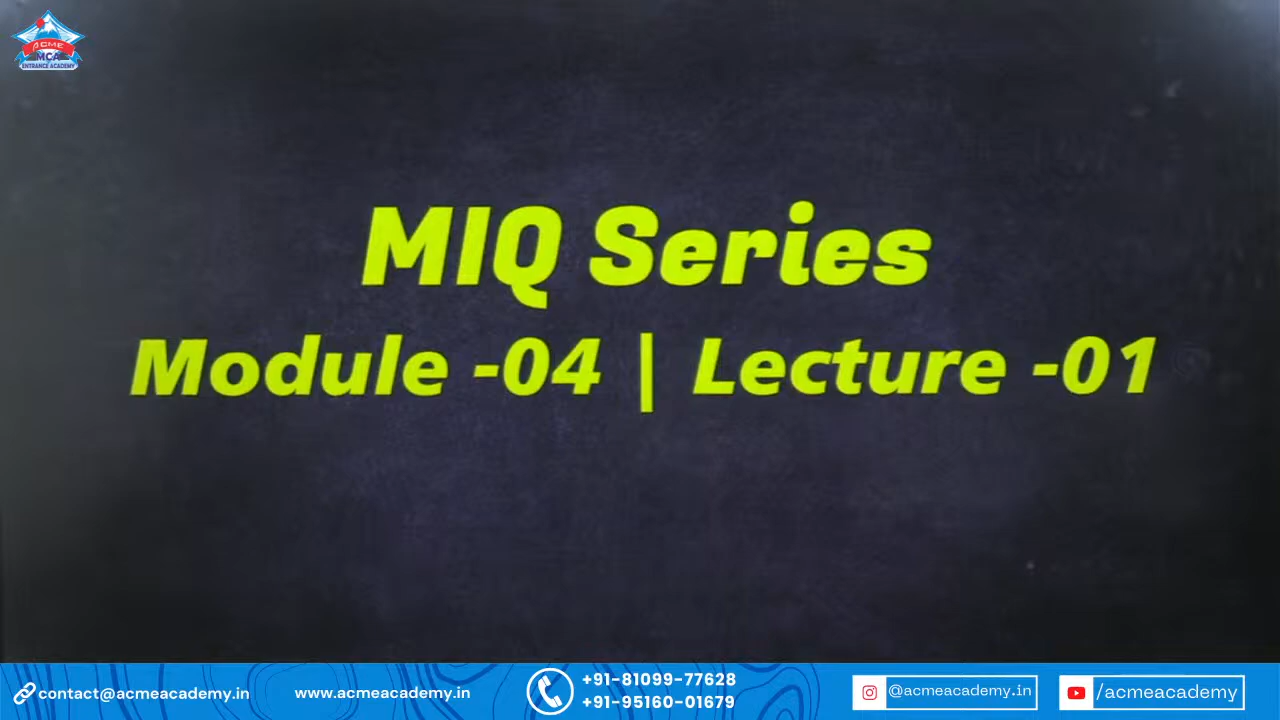 ACME
MCA
ENTRANCE ACADEMY
MIQ Series
Module -04 | Lecture -01
contact@acmeacademy.in
www.acmeacademy.in
+91-81099-77628
+91-95160-01679
@acmeacademy.in
/acmeacademy